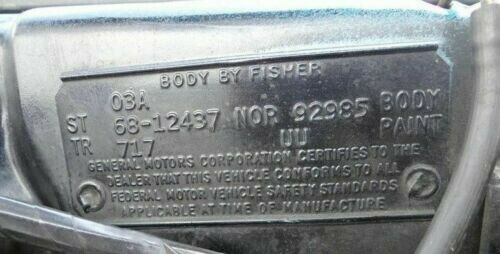 BODY BY FISHER
03A
ST 68-12437 NOR 92985 BODY
TR 717 UU PAINT
GENERAL MOTORS CORPORATION CERTIFIES TO THE
DEALER THAT THIS VEHICLE CONFORMS TO ALL
FEDERAL MOTOR VEHICLE SAFETY STANDARDS
APPLICABLE AT TIME OF MANUFACTURE